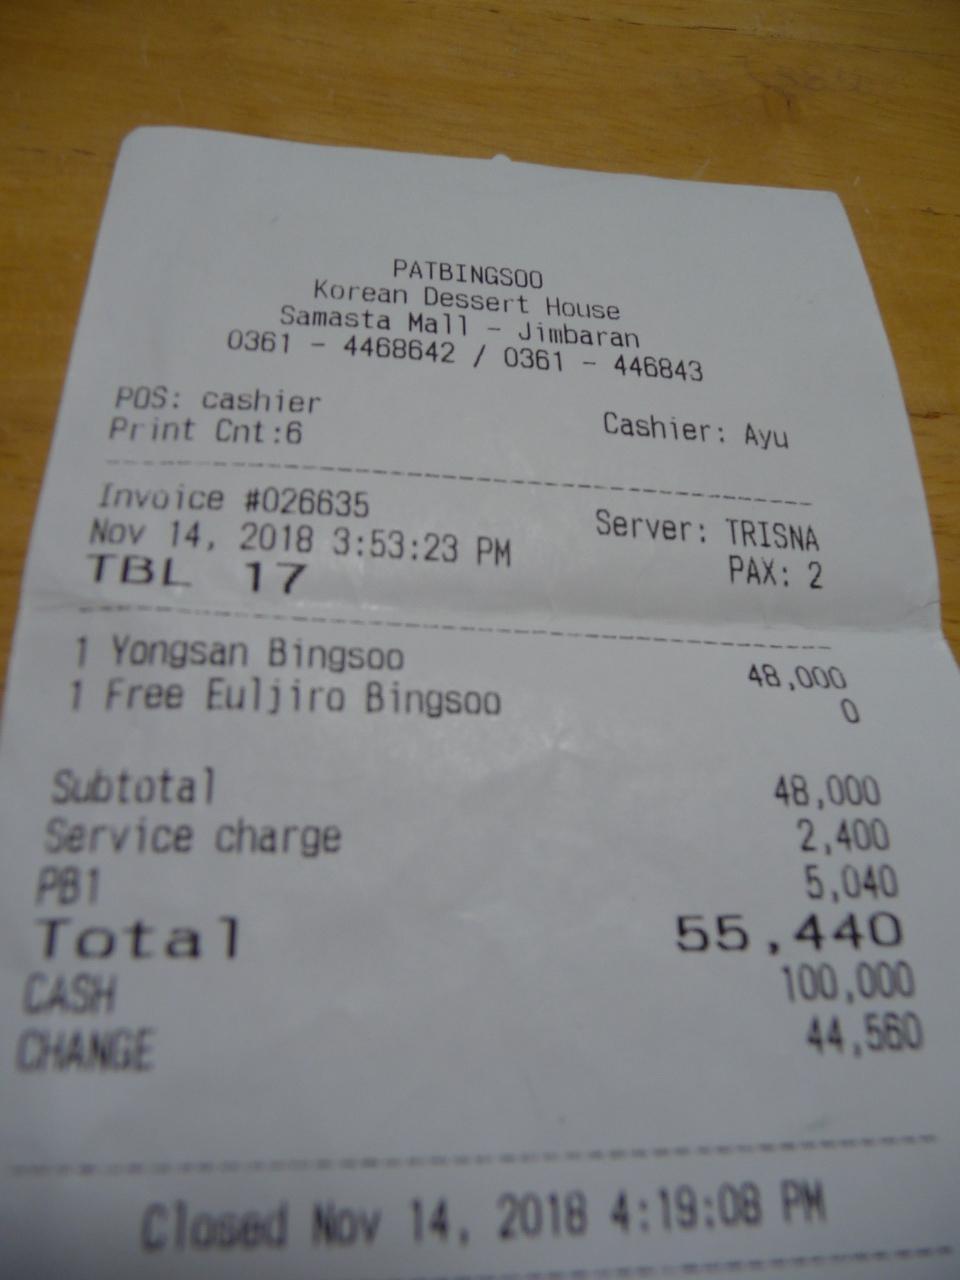 PATBINGSOO
Korean Dessert House
Samasta Mall - Jimbaran
0361 - 4468642 / 0361 - 446843
POS: cashier
Print Cnt:6 Cashier: Ayu
Invoice #026635
Nov 14, 2018 3:53:23 PM Server: TRISNA
TBL 17 PAX: 2
1 Yongsan Bingsoo 48,000
1 Free Euljiro Bingsoo 0
Subtotal 48,000
Service charge 2,400
PB1 5,040
Total 55,440
CASH 100,000
CHANGE 44,560
Closed Nov 14, 2018 4:19:08 PM